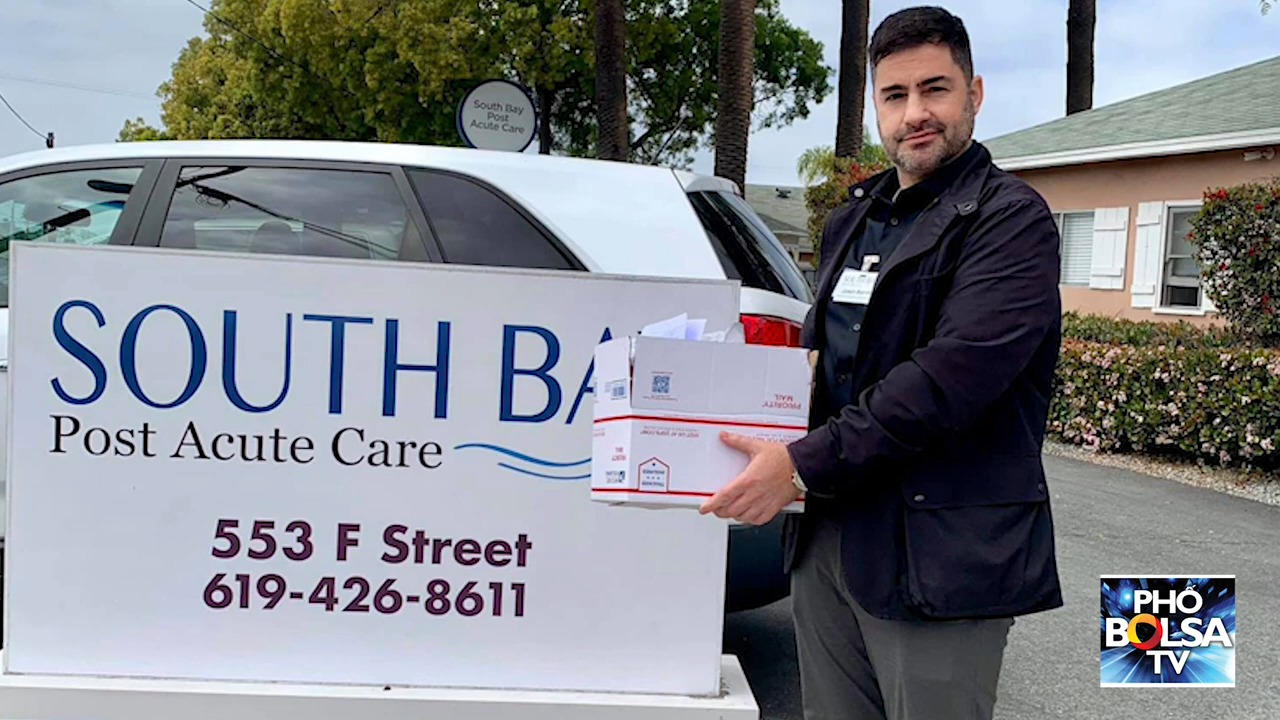 South Bay
Post
Acute Care
SOUTH BA
Post Acute Care
553 F Street
619-426-8611
PRIORITY
MAIL
PHỐ
BOLSA
TV